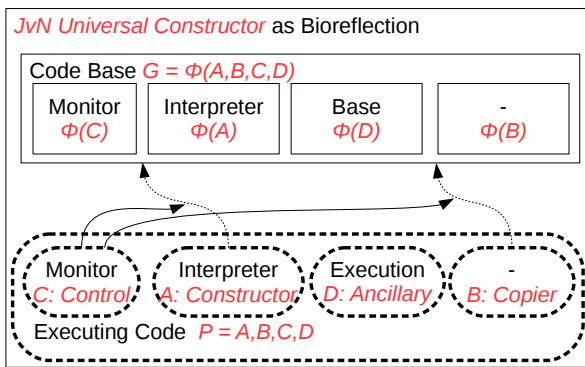 JvN Universal Constructor as Bioreflection
Code Base G = Φ(A,B,C,D)
Monitor Interpreter Base -
Φ(C) Φ(A) Φ(D) Φ(B)
Monitor Interpreter Execution -
C: Control A: Constructor D: Ancillary B: Copier
Executing Code P = A,B,C,D